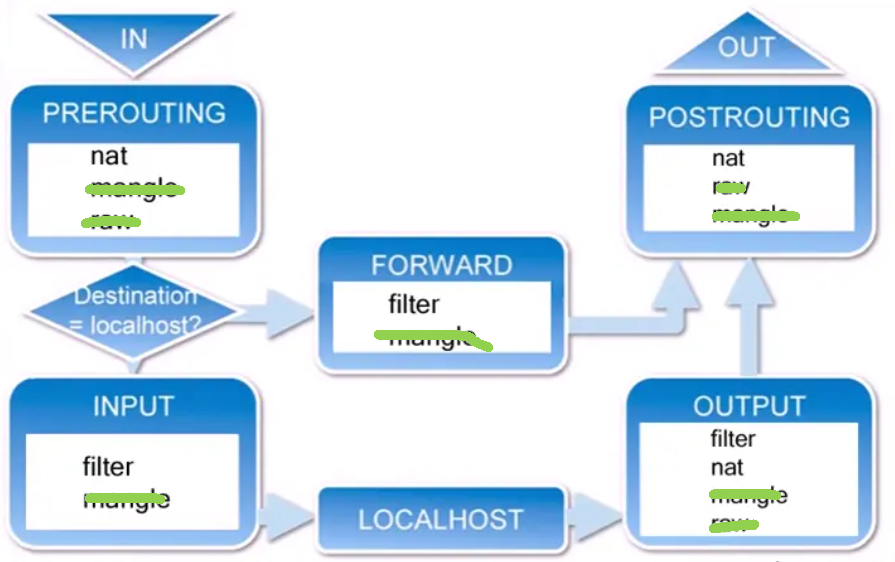 IN
OUT
PREROUTING
nat
mangle
raw
POSTROUTING
nat
raw
mangle
Destination
= localhost?
FORWARD
filter
mangle
INPUT
filter
mangle
LOCALHOST
OUTPUT
filter
nat
mangle
raw